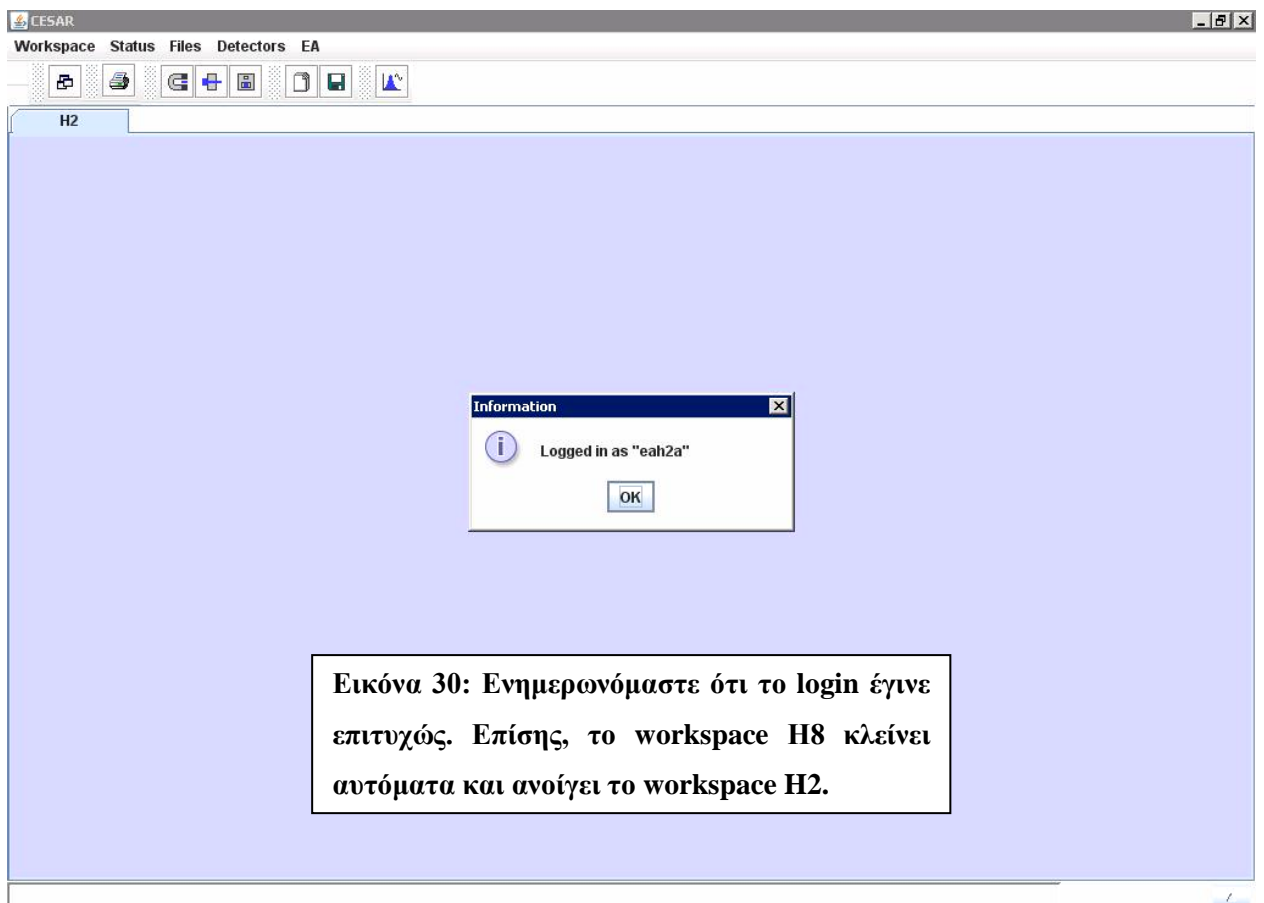 CESAR
Workspace Status Files Detectors EA
H2
Information
Logged in as "eah2a"
OK
Εικόνα 30: Ενημερωνόμαστε ότι το login έγινε
επιτυχώς. Επίσης, το workspace H8 κλείνει
αυτόματα και ανοίγει το workspace H2.